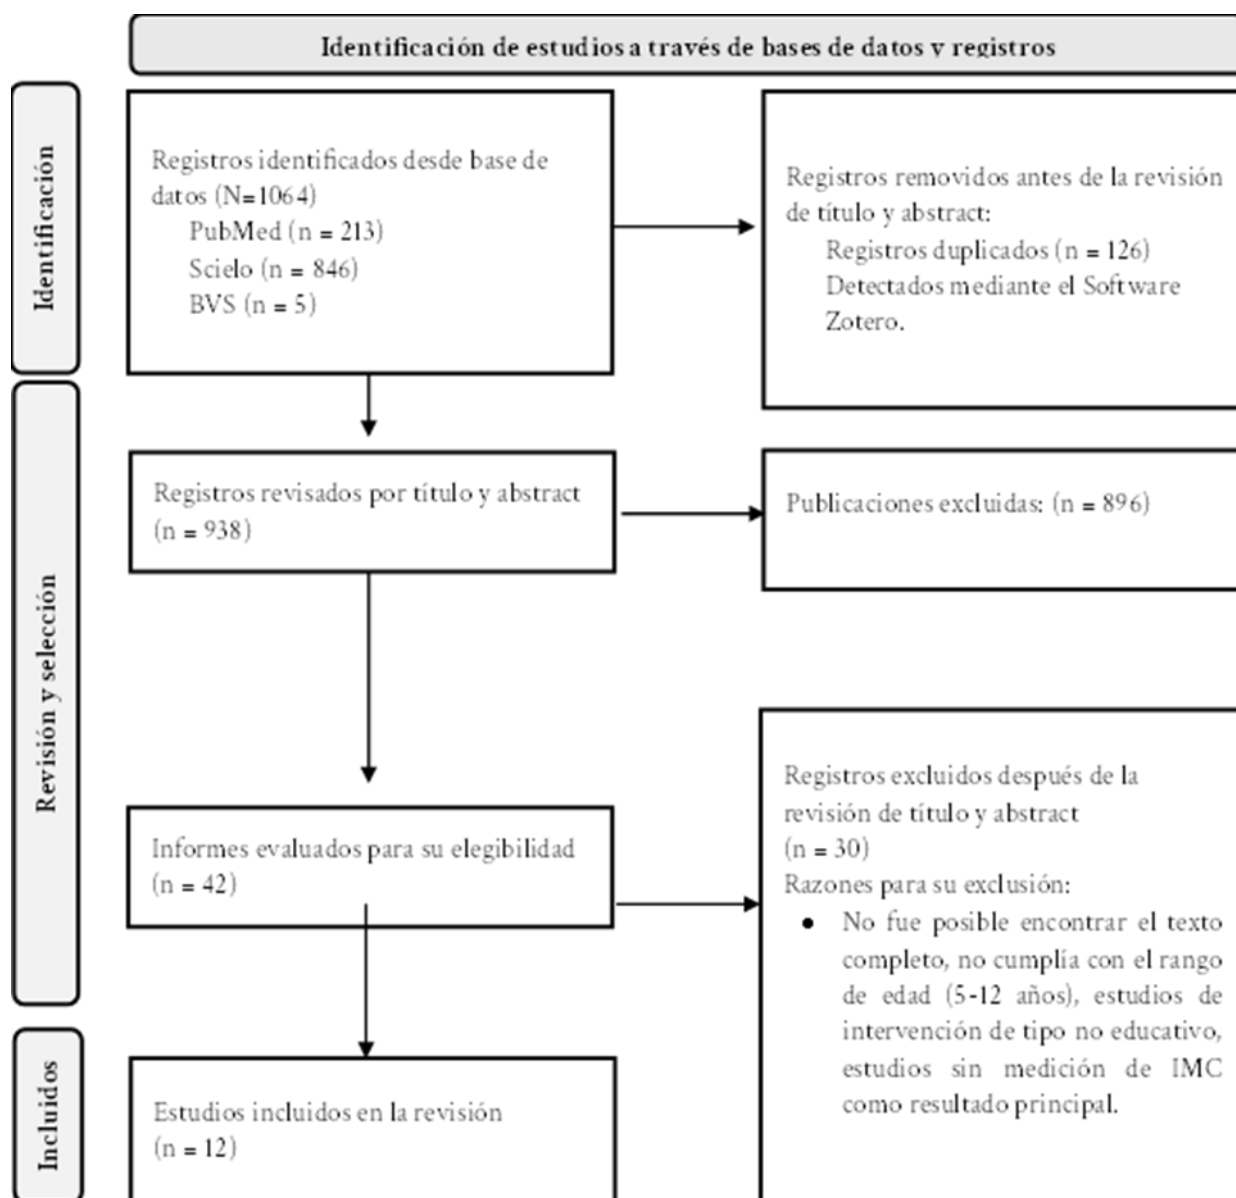 Identificación de estudios a través de bases de datos y registros
Identificación
Registros identificados desde base de
datos (N=1064)
PubMed (n = 213)
Scielo (n = 846)
BVS (n = 5)
Registros removidos antes de la revisión
de título y abstract:
Registros duplicados (n = 126)
Detectados mediante el Software
Zotero.
Revisión y selección
Registros revisados por título y abstract
(n = 938)
Publicaciones excluidas: (n = 896)
Informes evaluados para su elegibilidad
(n = 42)
Registros excluidos después de la
revisión de título y abstract
(n = 30)
Razones para su exclusión:
● No fue posible encontrar el texto
completo, no cumplía con el rango
de edad (5-12 años), estudios de
intervención de tipo no educativo,
estudios sin medición de IMC
como resultado principal.
Incluidos
Estudios incluidos en la revisión
(n = 12)